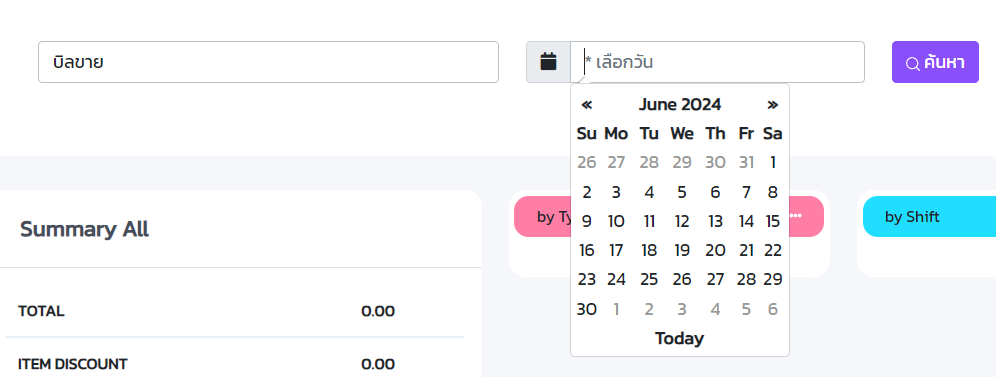 บิลขาย
* เลือกวัน
ค้นหา
« June 2024 »
Su Mo Tu We Th Fr Sa
26 27 28 29 30 31 1
2 3 4 5 6 7 8
9 10 11 12 13 14 15
16 17 18 19 20 21 22
23 24 25 26 27 28 29
30 1 2 3 4 5 6
Today
Summary All
TOTAL 0.00
ITEM DISCOUNT 0.00
by Ty
by Shift